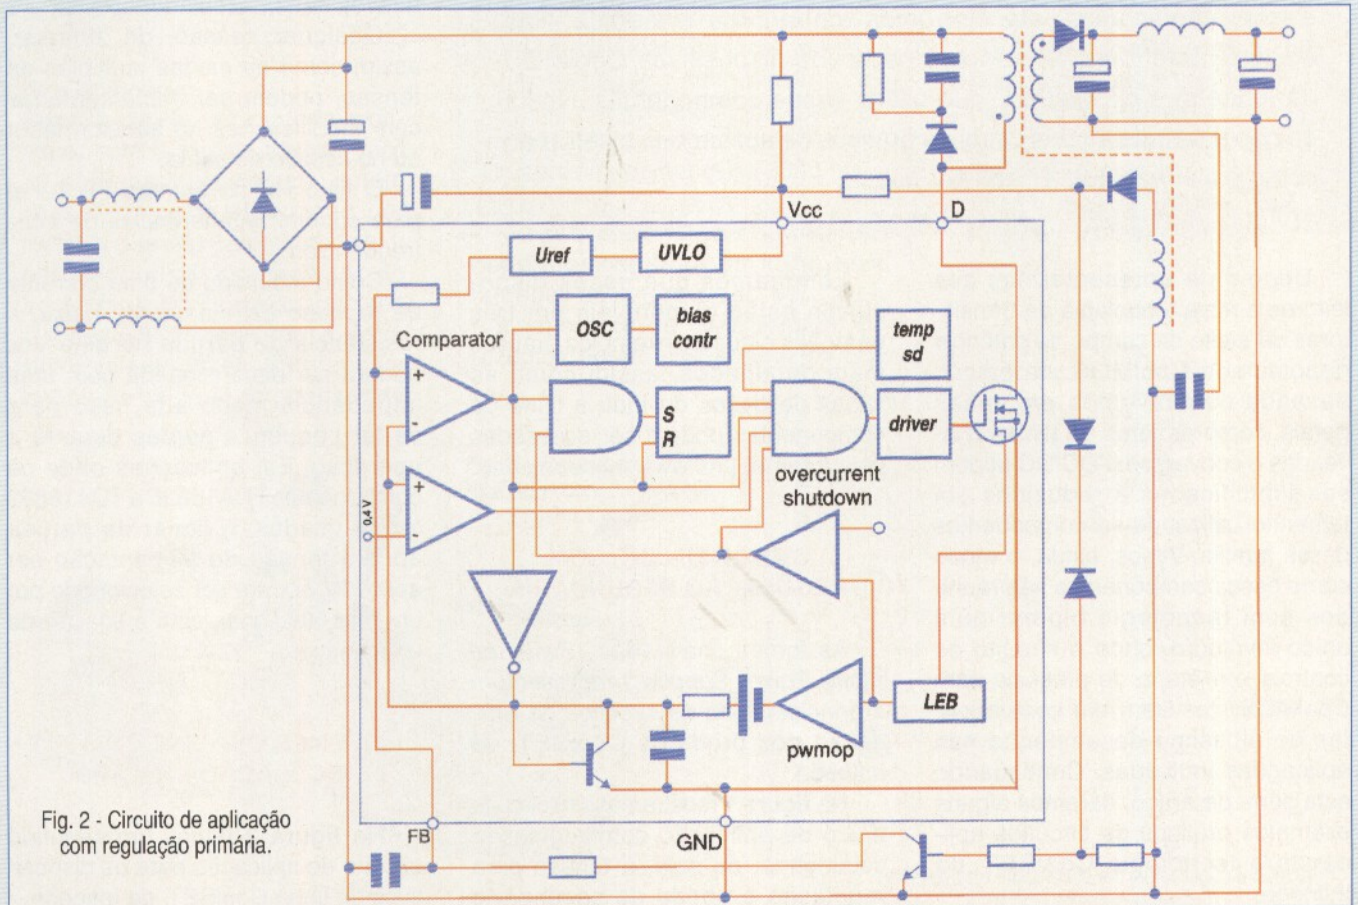 Vcc
D
Uref
UVLO
OSC
bias
contr
temp
sd
Comparator
+
-
S
R
driver
overcurrent
shutdown
0,4 V
+
-
LEB
pwmop
Fig. 2 - Circuito de aplicação
com regulação primária.
FB
GND